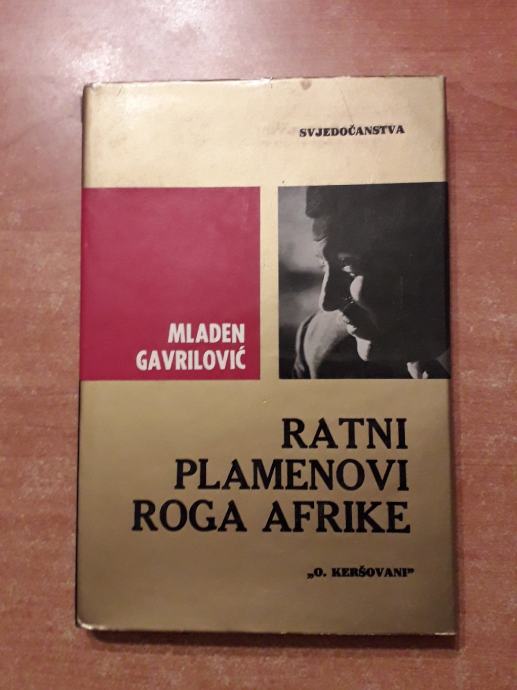 SVJEDOČANSTVA
MLADEN
GAVRILOVIĆ
RATNI
PLAMENOVI
ROGA AFRIKE
„O. KERŠOVANI”